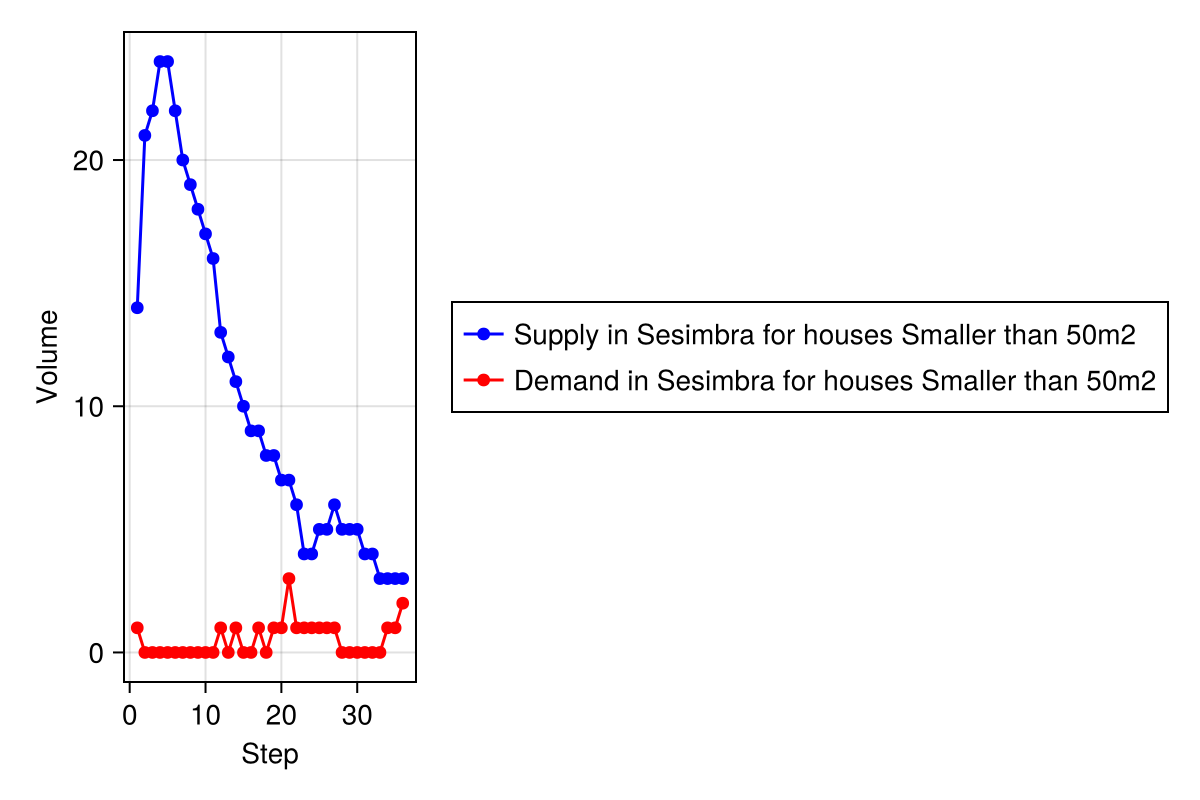 Volume
20
10
0
0 10 20 30
Step
Supply in Sesimbra for houses Smaller than 50m2
Demand in Sesimbra for houses Smaller than 50m2